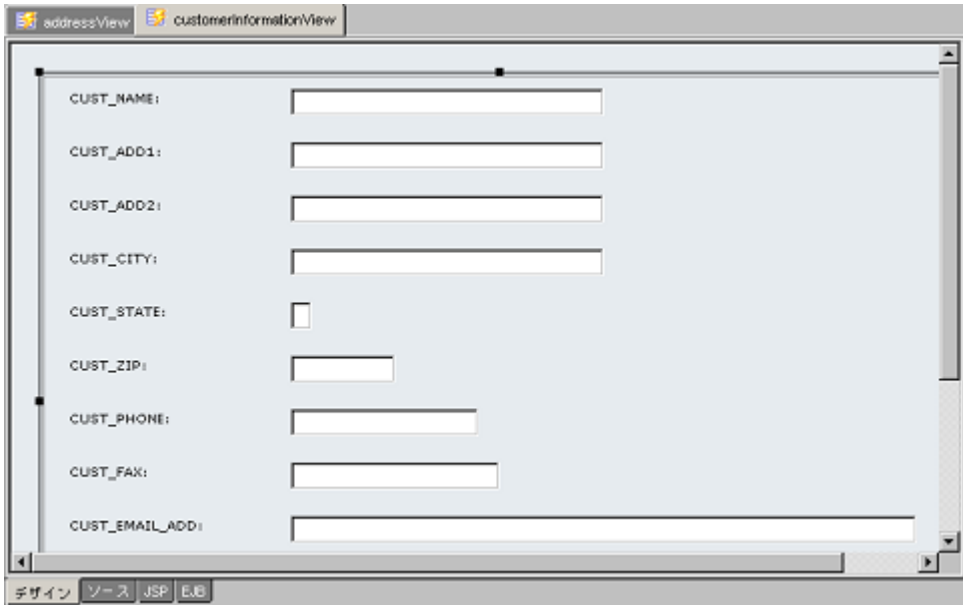 addressView customerInformationView
CUST_NAME:
CUST_ADD1:
CUST_ADD2:
CUST_CITY:
CUST_STATE:
CUST_ZIP:
CUST_PHONE:
CUST_FAX:
CUST_EMAIL_ADD:
デザイン ソース JSP EJB